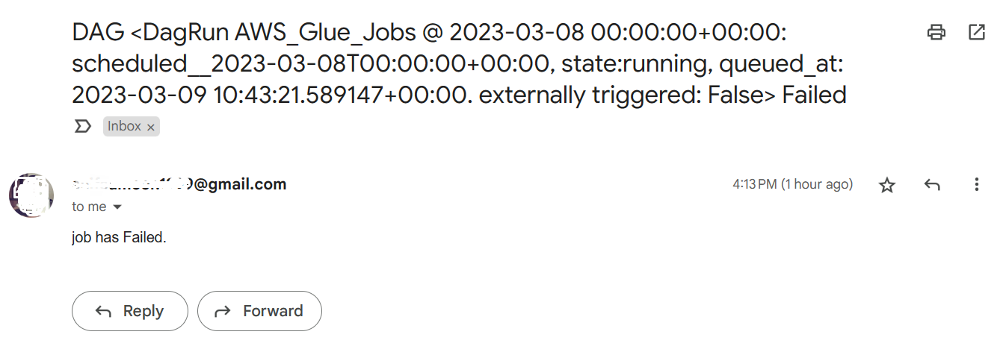 DAG <DagRun AWS_Glue_Jobs @ 2023-03-08 00:00:00+00:00:
scheduled__2023-03-08T00:00:00+00:00, state:running, queued_at:
2023-03-09 10:43:21.589147+00:00. externally triggered: False> Failed
Inbox ×
@gmail.com
4:13 PM (1 hour ago)
to me
job has Failed.
Reply
Forward